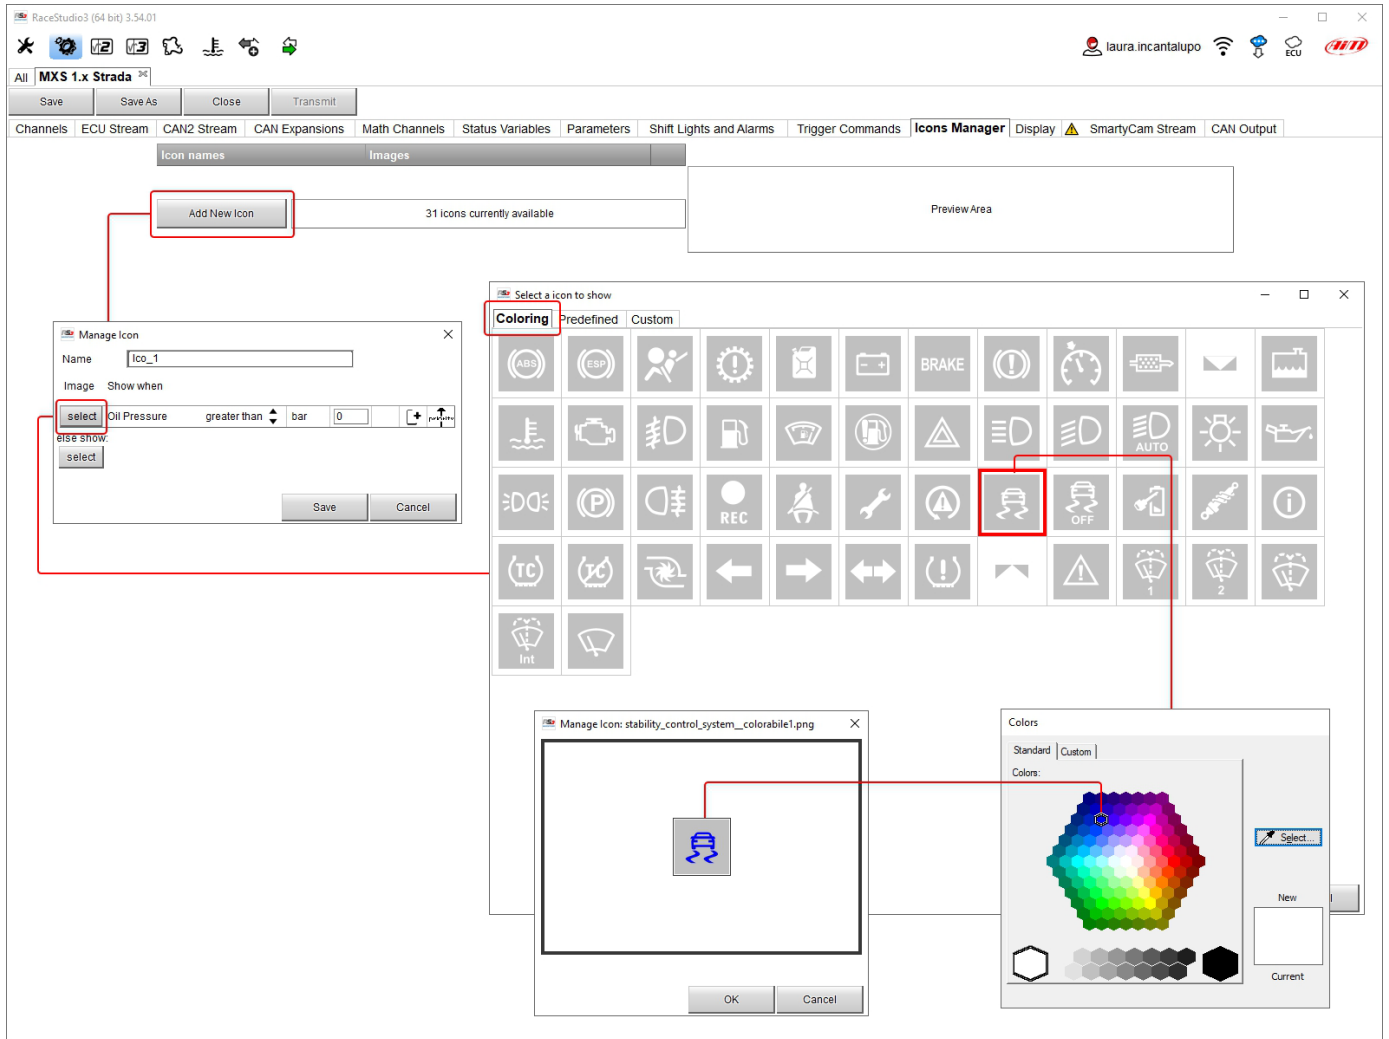 RaceStudio3 (64 bit) 3.54.01
laura.incantalupo
ECU
AiM
All MXS 1.x Strada
Save Save As Close Transmit
Channels ECU Stream CAN2 Stream CAN Expansions Math Channels Status Variables Parameters Shift Lights and Alarms Trigger Commands Icons Manager Display SmartyCam Stream CAN Output
Icon names Images
Add New Icon 31 icons currently available
Preview Area
Select a icon to show
Coloring Predefined Custom
Manage Icon
Name Ico_1
Image Show when
select Oil Pressure greater than bar 0 priority
else show:
select
Save Cancel
ABS ESP BRAKE
AUTO
REC OFF
TC TC 1 2
Int
Manage Icon: stability_control_system__colorabile1.png
OK Cancel
Colors
Standard Custom
Colors:
Select...
New
Current